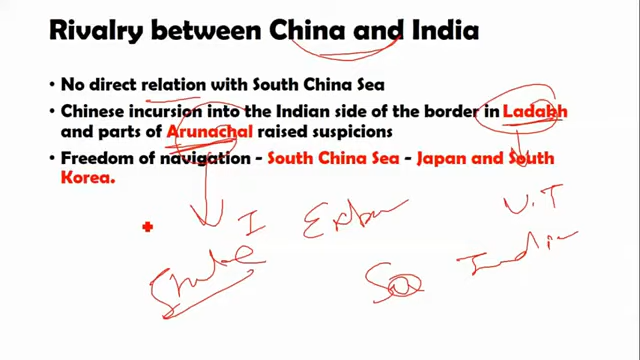 Rivalry between China and India
• No direct relation with South China Sea
• Chinese incursion into the Indian side of the border in Ladakh
and parts of Arunachal raised suspicions
• Freedom of navigation - South China Sea - Japan and South
Korea.
U.T
I
State
India